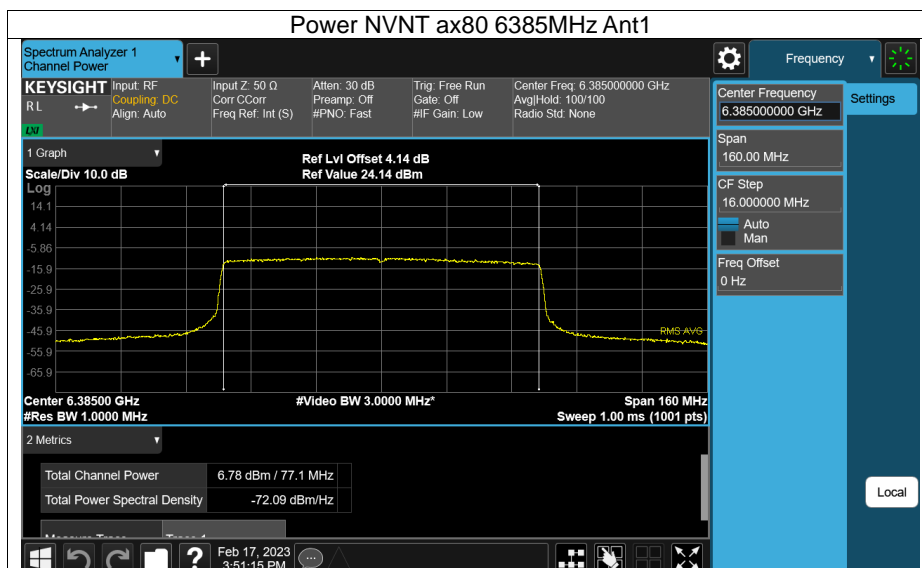 Power NVNT ax80 6385MHz Ant1
Spectrum Analyzer 1
Channel Power
+
Frequency
KEYSIGHT
R L
LXI
Input: RF
Coupling: DC
Align: Auto
Input Z: 50 Ω
Corr CCorr
Freq Ref: Int (S)
Atten: 30 dB
Preamp: Off
#PNO: Fast
Trig: Free Run
Gate: Off
#IF Gain: Low
Center Freq: 6.385000000 GHz
Avg|Hold: 100/100
Radio Std: None
Center Frequency
6.385000000 GHz
Settings
Span
160.00 MHz
CF Step
16.000000 MHz
Auto
Man
Freq Offset
0 Hz
Local
1 Graph
Scale/Div 10.0 dB
Ref Lvl Offset 4.14 dB
Ref Value 24.14 dBm
Log
14.1
4.14
-5.86
-15.9
-25.9
-35.9
-45.9
-55.9
-65.9
RMS AVG
Center 6.38500 GHz
#Res BW 1.0000 MHz
#Video BW 3.0000 MHz*
Span 160 MHz
Sweep 1.00 ms (1001 pts)
2 Metrics
Total Channel Power 6.78 dBm / 77.1 MHz
Total Power Spectral Density -72.09 dBm/Hz
Measure Trace Trace 1
?
Feb 17, 2023
3:51:15 PM